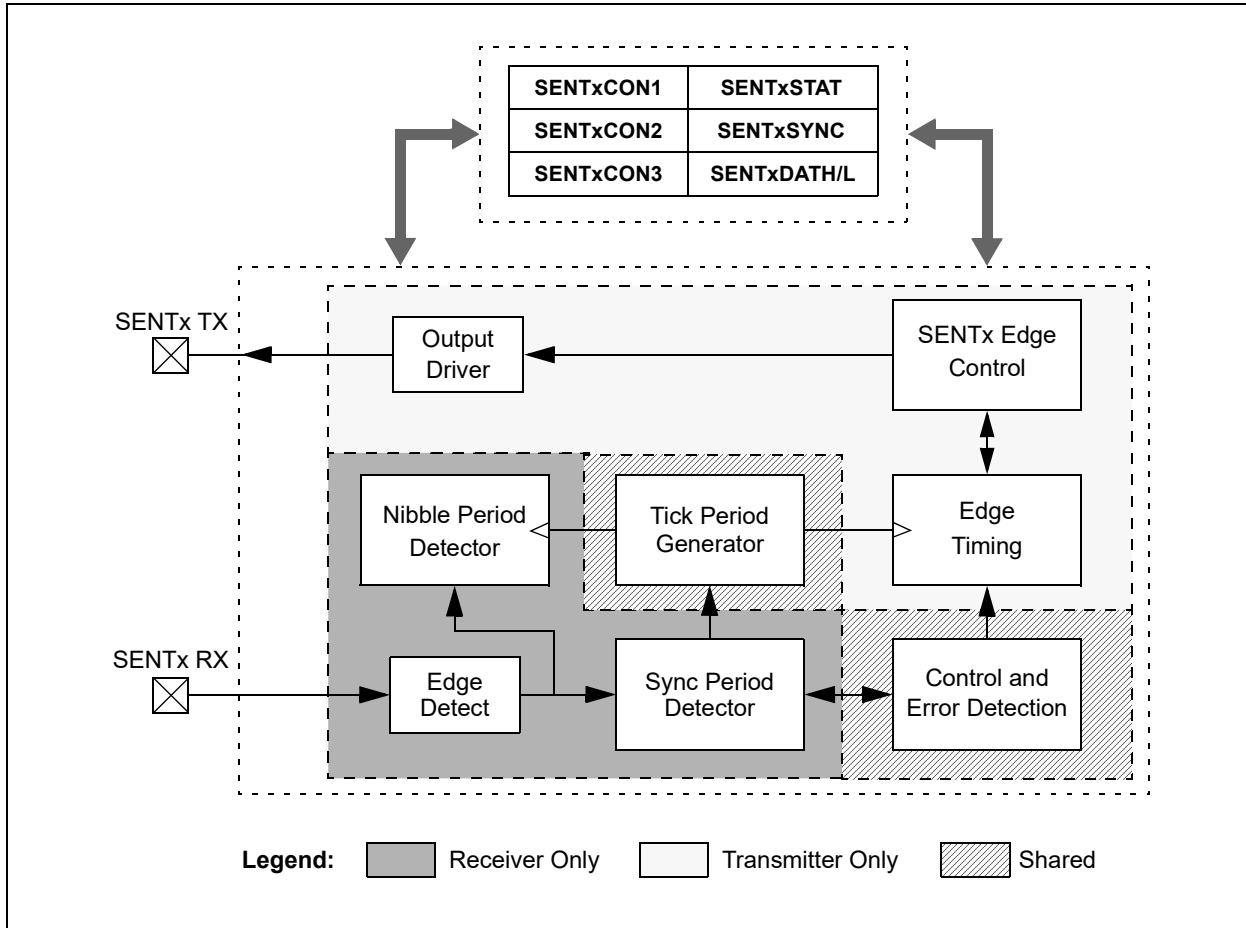 SENTxCON1 SENTxSTAT
SENTxCON2 SENTxSYNC
SENTxCON3 SENTxDATH/L
SENTx TX
Output
Driver
SENTx Edge
Control
Nibble Period
Detector
Tick Period
Generator
Edge
Timing
SENTx RX
Edge
Detect
Sync Period
Detector
Control and
Error Detection
Legend: Receiver Only Transmitter Only Shared